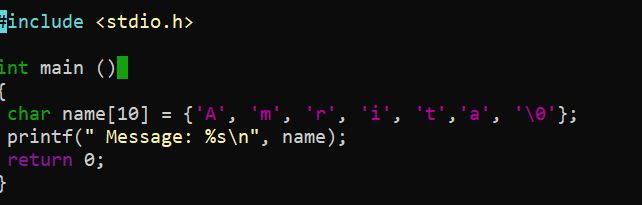 #include <stdio.h>
int main ()
{
char name[10] = {'A', 'm', 'r', 'i', 't','a', '\0'};
printf(" Message: %s\n", name);
return 0;
}